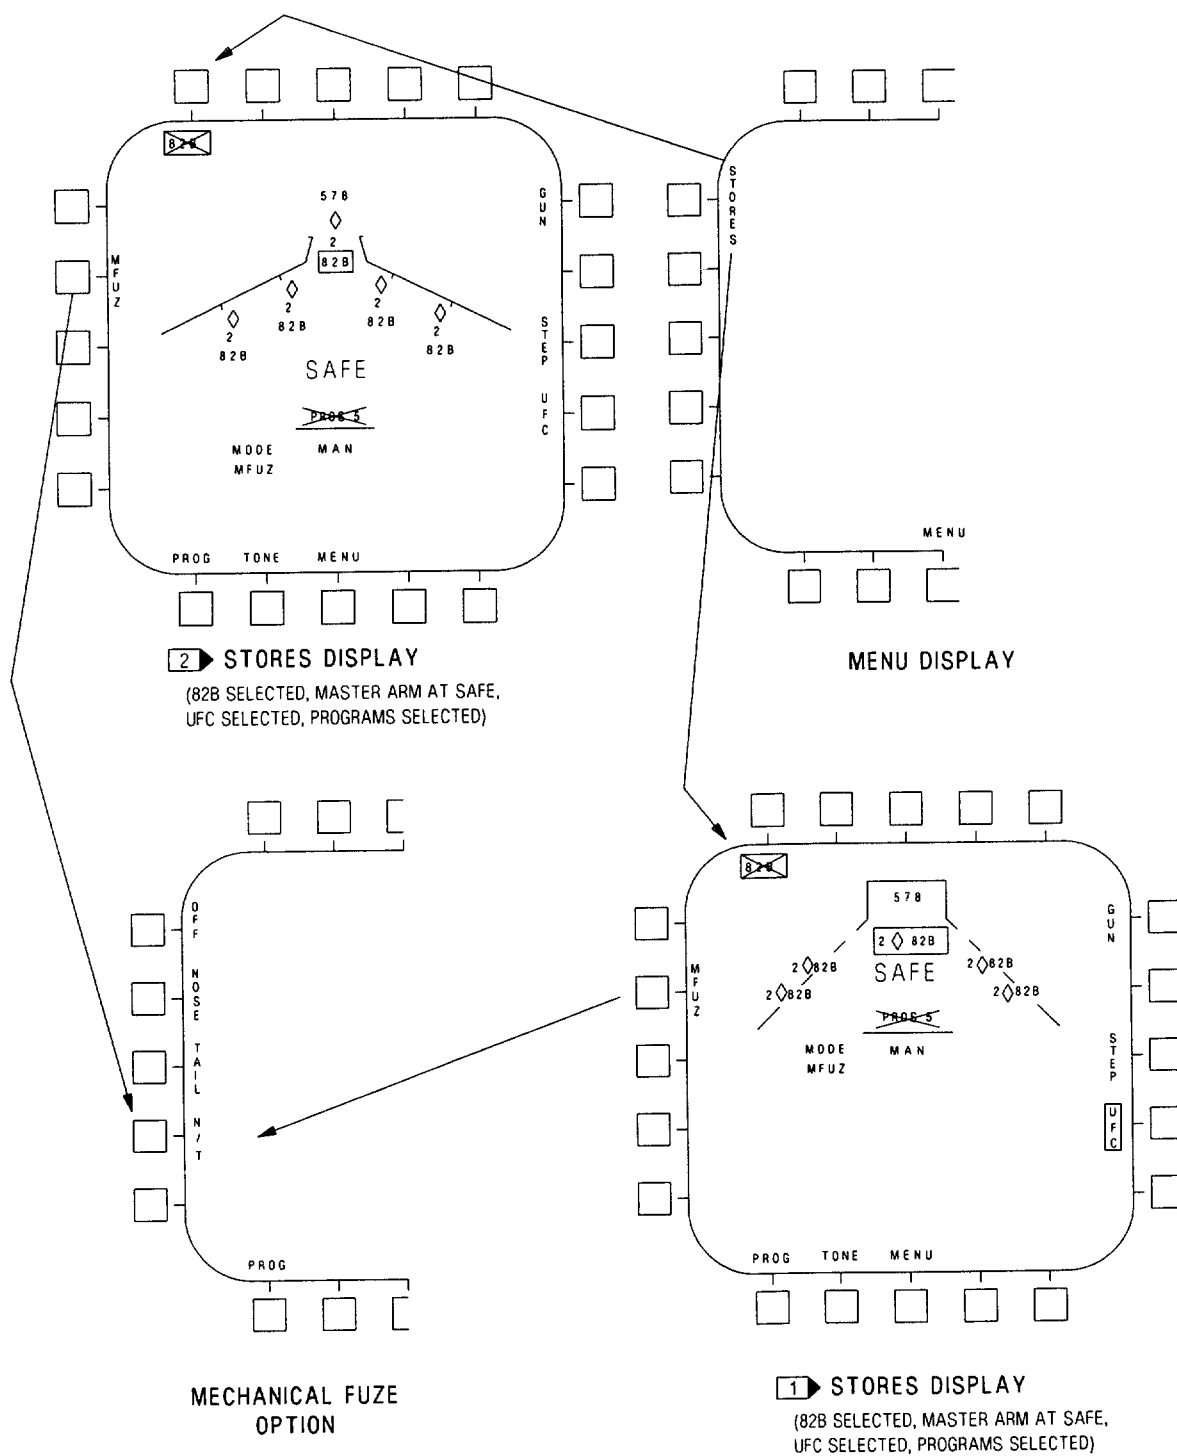 82B
57B
2
82B
2
82B
2
82B
2
82B
2
82B
SAFE
PROG 5
MODE MAN
MFUZ
MFUZ
GUN
STEP
UFC
PROG TONE MENU
2 STORES DISPLAY
(82B SELECTED, MASTER ARM AT SAFE,
UFC SELECTED, PROGRAMS SELECTED)
STORES
MENU
MENU DISPLAY
OFF
NOSE
TAIL
N/T
PROG
MECHANICAL FUZE
OPTION
82B
578
2 82B
2 82B
2 82B
2 82B
2 82B
SAFE
PROG 5
MODE MAN
MFUZ
MFUZ
GUN
STEP
UFC
PROG TONE MENU
1 STORES DISPLAY
(82B SELECTED, MASTER ARM AT SAFE,
UFC SELECTED, PROGRAMS SELECTED)